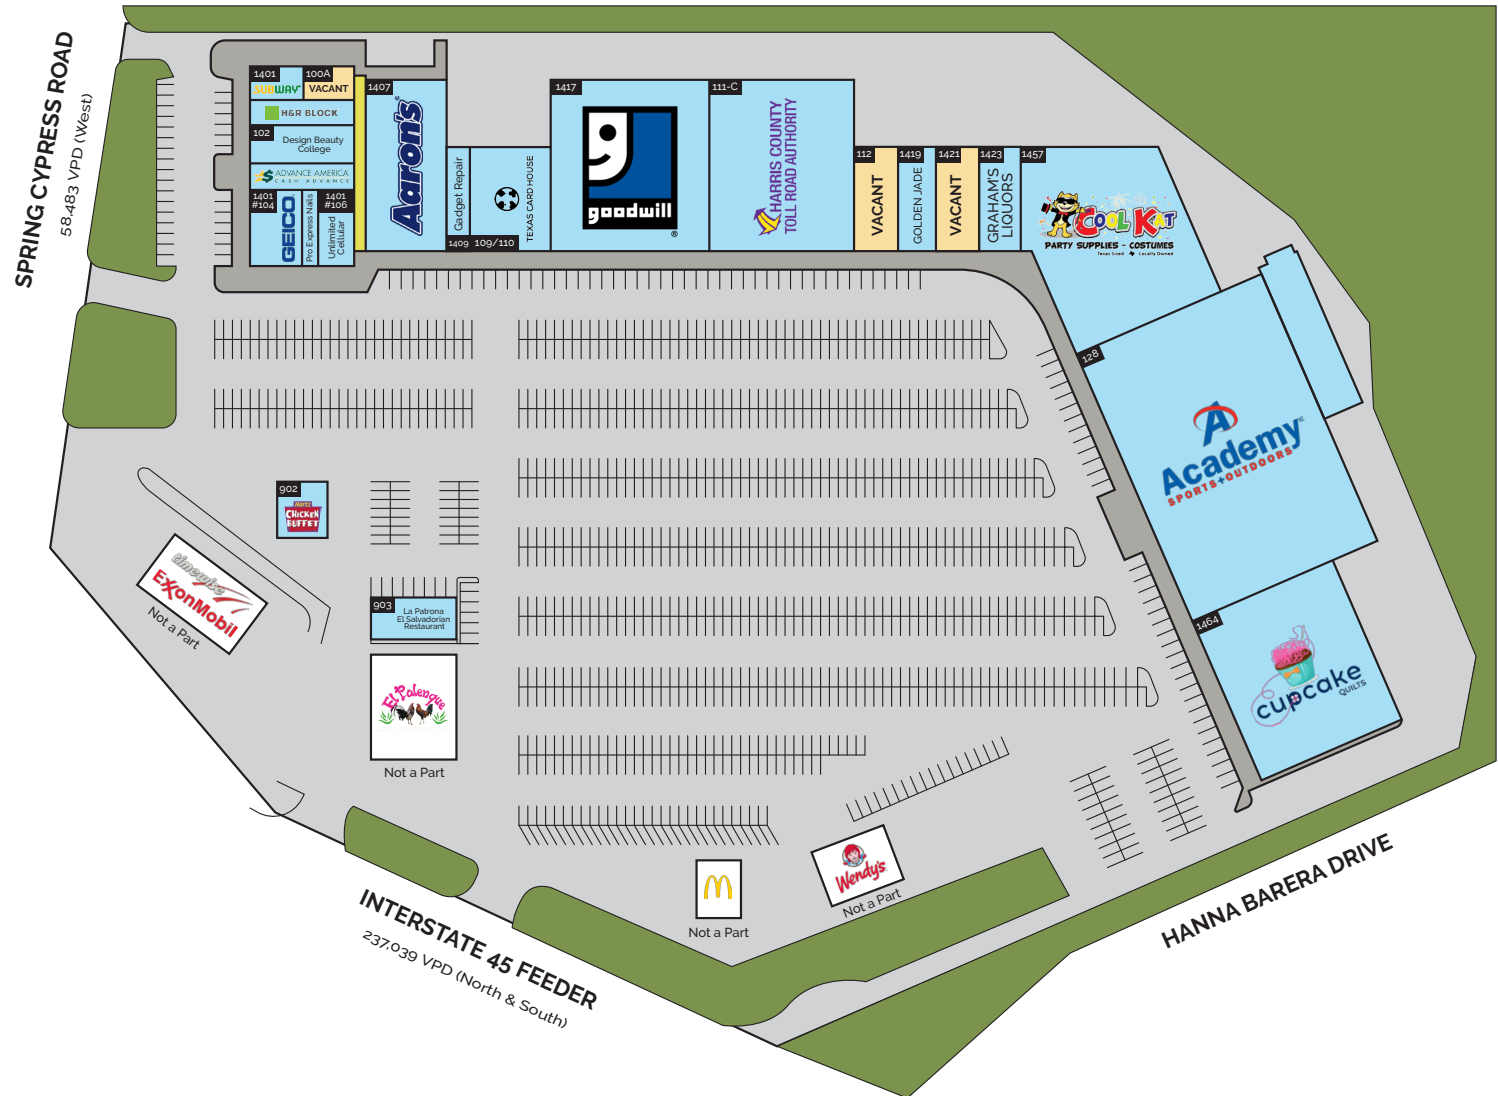 SPRING CYPRESS ROAD
58,483 VPD (West)
1401
SUBWAY
100A
VACANT
H&R BLOCK
102
Design Beauty
College
ADVANCE AMERICA
CASH ADVANCE
1401
#104
GEICO
Pro Express Nails
1401
#106
Unlimited
Cellular
1407
Aaron's
Gadget Repair
1409
109/110
TEXAS CARD HOUSE
1417
goodwill
111-C
HARRIS COUNTY
TOLL ROAD AUTHORITY
112
VACANT
1419
GOLDEN JADE
1421
VACANT
1423
GRAHAM'S
LIQUORS
1457
COOL KAT
PARTY SUPPLIES - COSTUMES
Texas Sized Locally Owned
128
Academy
SPORTS+OUTDOORS
1464
cupcake
QUILTS
902
CHICKEN
BUFFET
timewise
ExxonMobil
Not a Part
903
La Patrona
El Salvadorian
Restaurant
El Palenque
Not a Part
Not a Part
Wendy's
Not a Part
INTERSTATE 45 FEEDER
237,039 VPD (North & South)
HANNA BARERA DRIVE